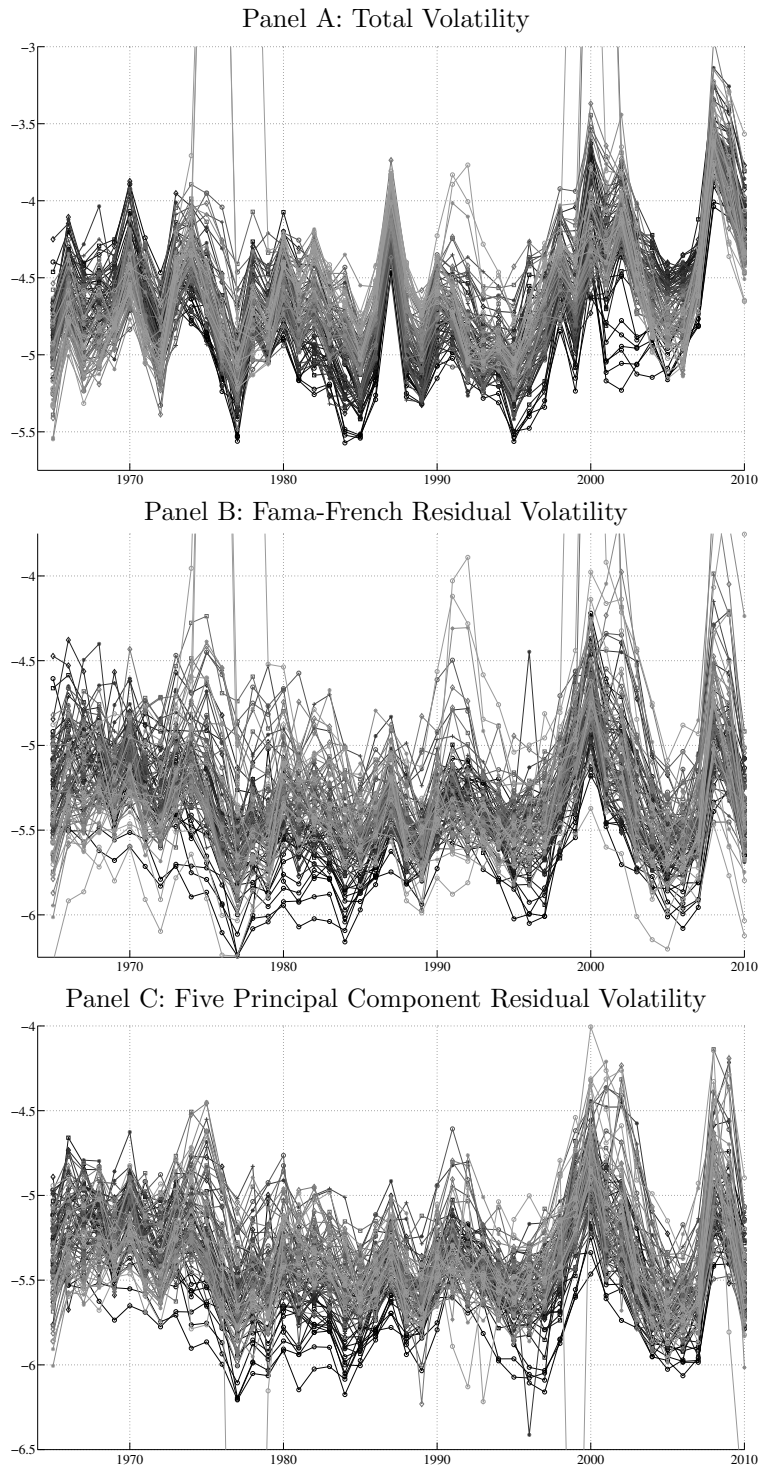 Panel A: Total Volatility
−3
−3.5
−4
−4.5
−5
−5.5
1970 1980 1990 2000 2010
Panel B: Fama-French Residual Volatility
−4
−4.5
−5
−5.5
−6
1970 1980 1990 2000 2010
Panel C: Five Principal Component Residual Volatility
−4
−4.5
−5
−5.5
−6
−6.5
1970 1980 1990 2000 2010